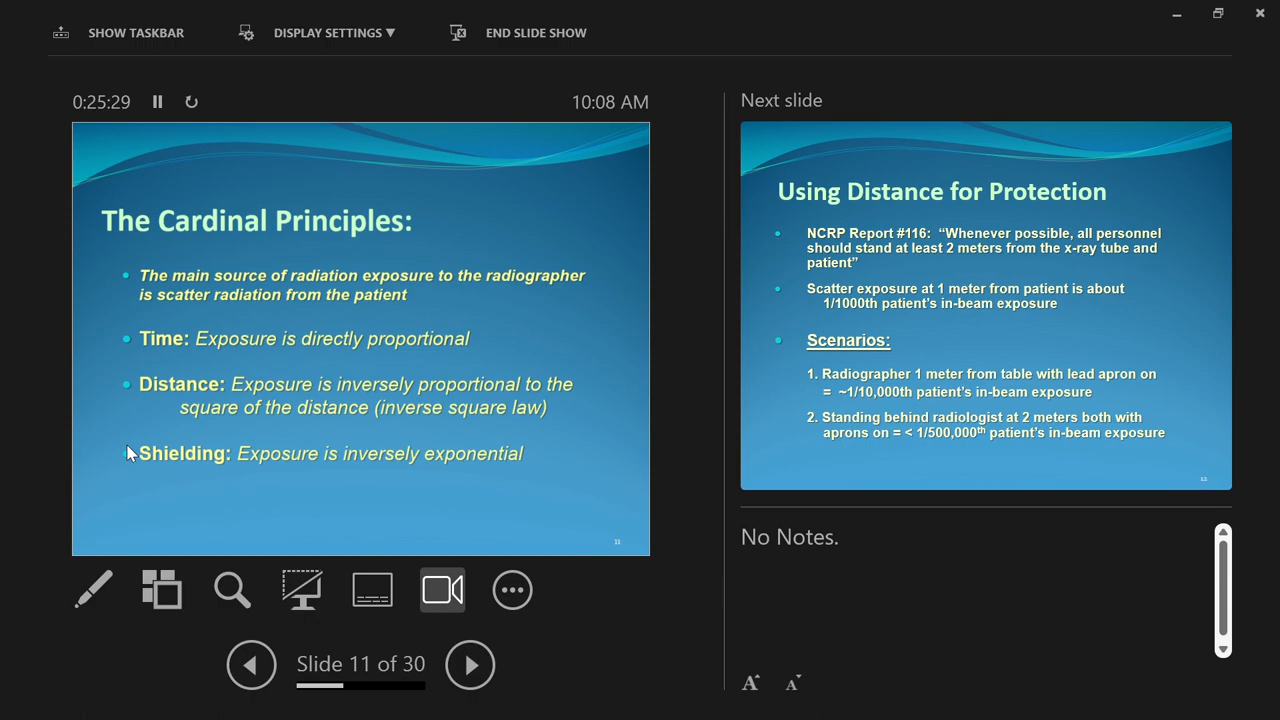 SHOW TASKBAR
DISPLAY SETTINGS ▼
END SLIDE SHOW
0:25:29
10:08 AM
The Cardinal Principles:
The main source of radiation exposure to the radiographer
is scatter radiation from the patient
Time: Exposure is directly proportional
Distance: Exposure is inversely proportional to the
square of the distance (inverse square law)
Shielding: Exposure is inversely exponential
11
Slide 11 of 30
Next slide
Using Distance for Protection
NCRP Report #116: “Whenever possible, all personnel
should stand at least 2 meters from the x-ray tube and
patient”
Scatter exposure at 1 meter from patient is about
1/1000th patient’s in-beam exposure
Scenarios:
1. Radiographer 1 meter from table with lead apron on
= ~1/10,000th patient’s in-beam exposure
2. Standing behind radiologist at 2 meters both with
aprons on = < 1/500,000th patient’s in-beam exposure
12
No Notes.
A A